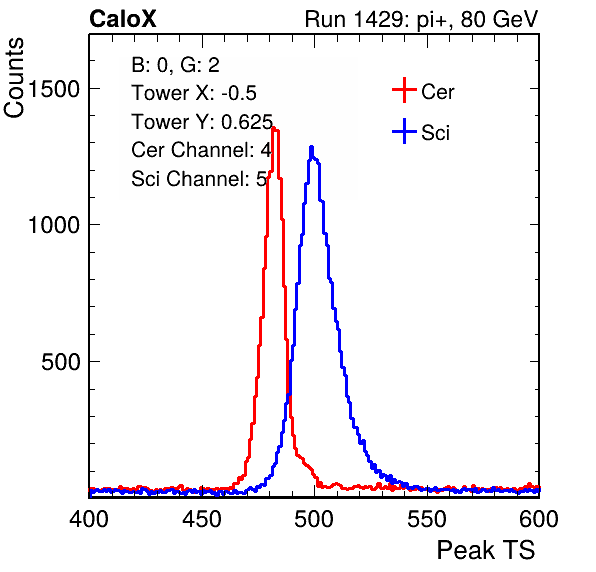 CaloX Run 1429: pi+, 80 GeV
Counts
B: 0, G: 2
Tower X: -0.5
Tower Y: 0.625
Cer Channel: 4
Sci Channel: 5
Cer
Sci
1500
1000
500
400 450 500 550 600
Peak TS